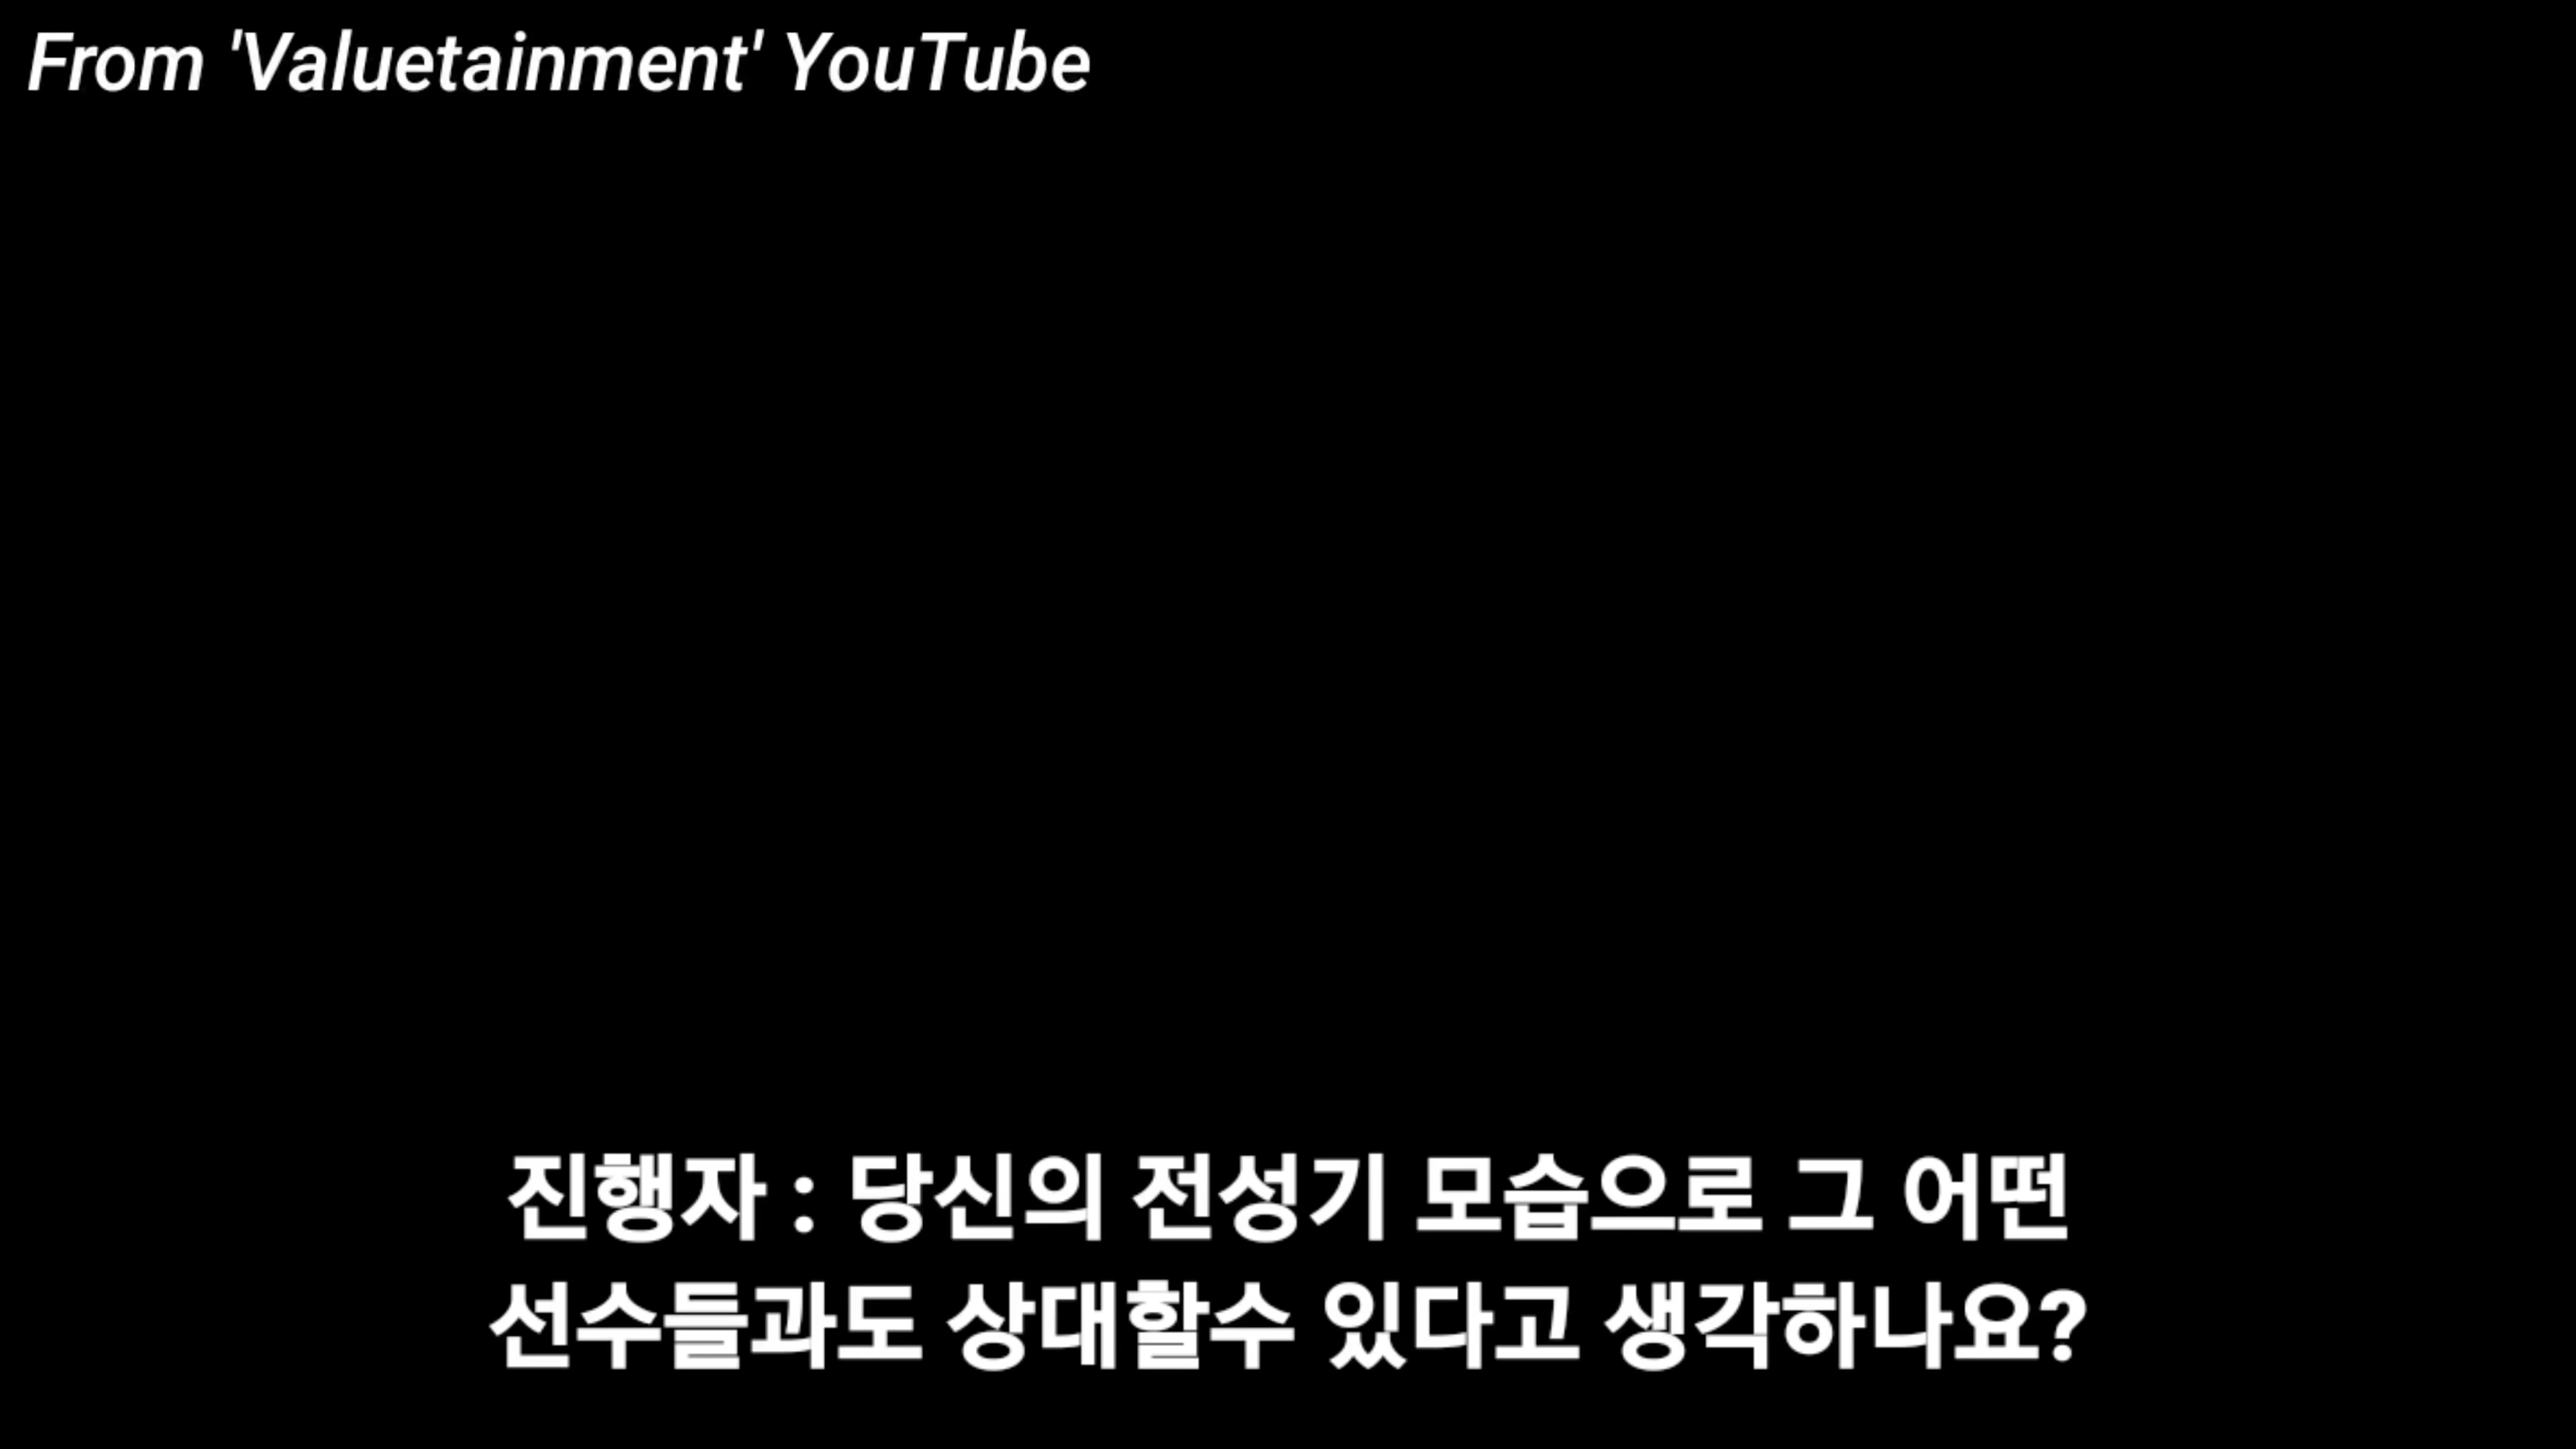 From 'Valuetainment' YouTube
진행자 : 당신의 전성기 모습으로 그 어떤
선수들과도 상대할수 있다고 생각하나요?